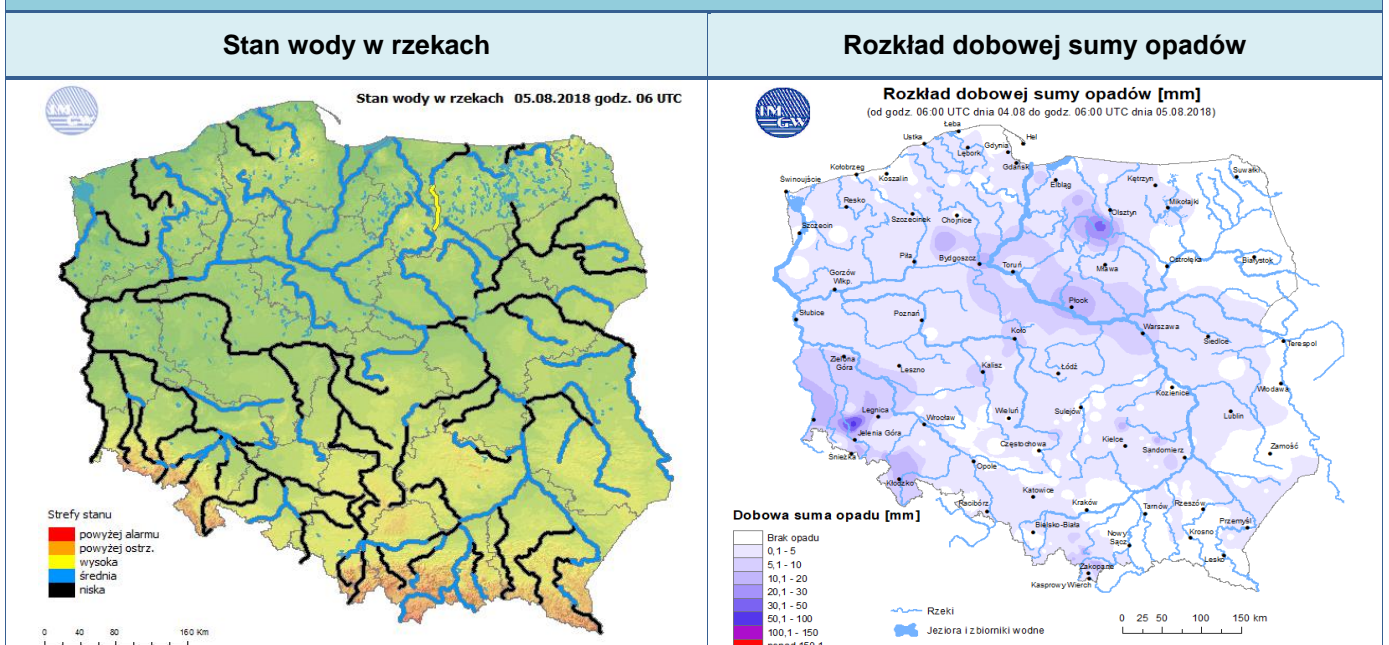 Stan wody w rzekach
Rozkład dobowej sumy opadów
IM
G-W
Stan wody w rzekach 05.08.2018 godz. 06 UTC
Strefy stanu
powyżej alarmu
powyżej ostrz.
wysoka
średnia
niska
0 40 80 160 Km
IM
G-W
Rozkład dobowej sumy opadów [mm]
(od godz. 06:00 UTC dnia 04.08 do godz. 06:00 UTC dnia 05.08.2018)
Łeba
Ustka
Hel
Lębork
Gdynia
Gdańsk
Kołobrzeg
Koszalin
Elbląg
Kętrzyn
Suwałki
Świnoujście
Resko
Mikołajki
Szczecinek
Chojnice
Olsztyn
Szczecin
Piła
Bydgoszcz
Toruń
Mława
Ostrołęka
Białystok
Gorzów
Wlkp.
Płock
Słubice
Poznań
Koło
Warszawa
Siedlce
Terespol
Zielona
Góra
Leszno
Kalisz
Łódź
Kozienice
Włodawa
Legnica
Wrocław
Wieluń
Sulejów
Lublin
Jelenia Góra
Częstochowa
Kielce
Sandomierz
Zamość
Śnieżka
Opole
Kłodzko
Racibórz
Katowice
Kraków
Tarnów
Rzeszów
Bielsko-Biała
Nowy
Sącz
Krosno
Przemyśl
Lesko
Zakopane
Kasprowy Wierch
Dobowa suma opadu [mm]
Brak opadu
0,1 - 5
5,1 - 10
10,1 - 20
20,1 - 30
30,1 - 50
50,1 - 100
100,1 - 150
ponad 150,1
Rzeki
Jeziora i zbiorniki wodne
0 25 50 100 150 km